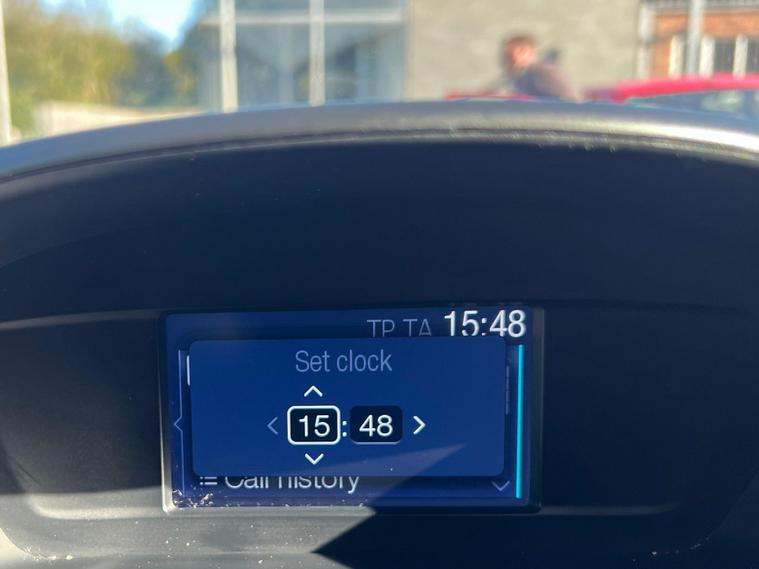 TP TA 15:48
Set clock
15:48
Call history